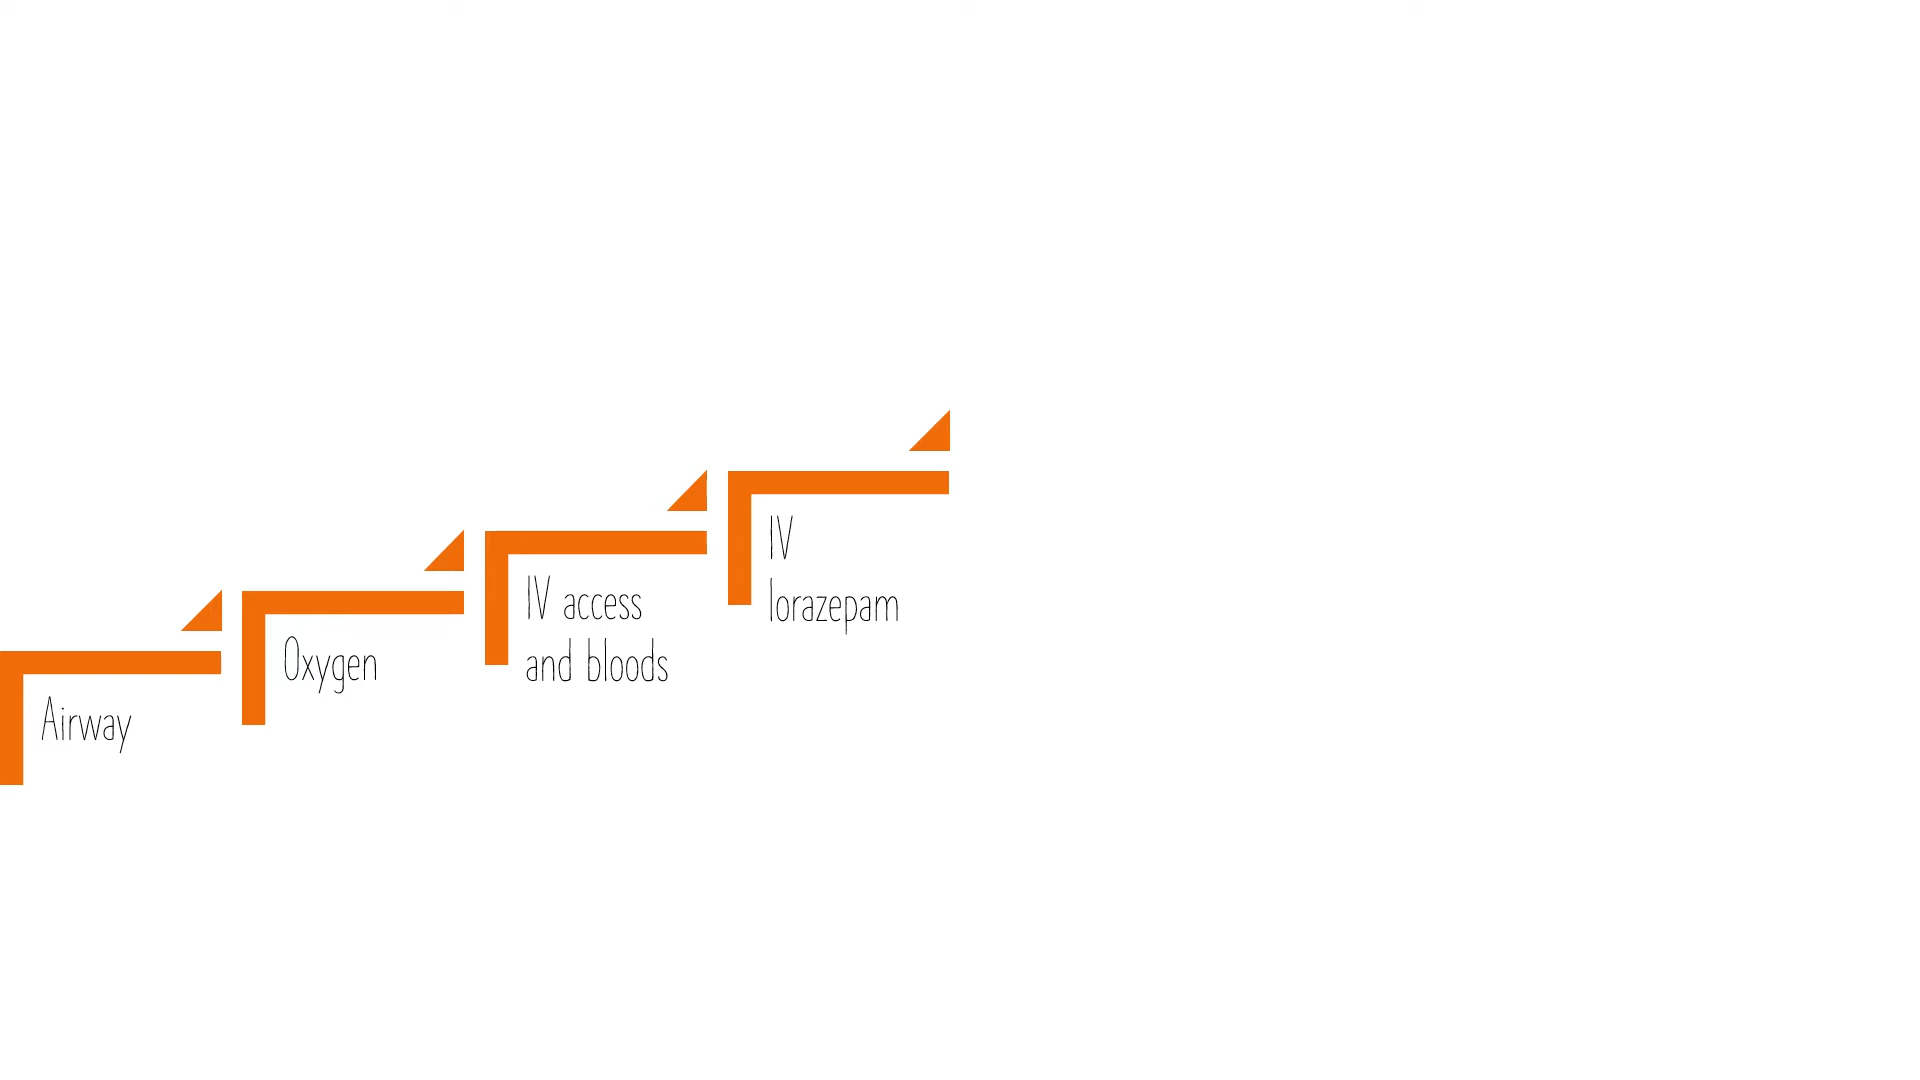 Airway
Oxygen
IV access
and bloods
IV
lorazepam